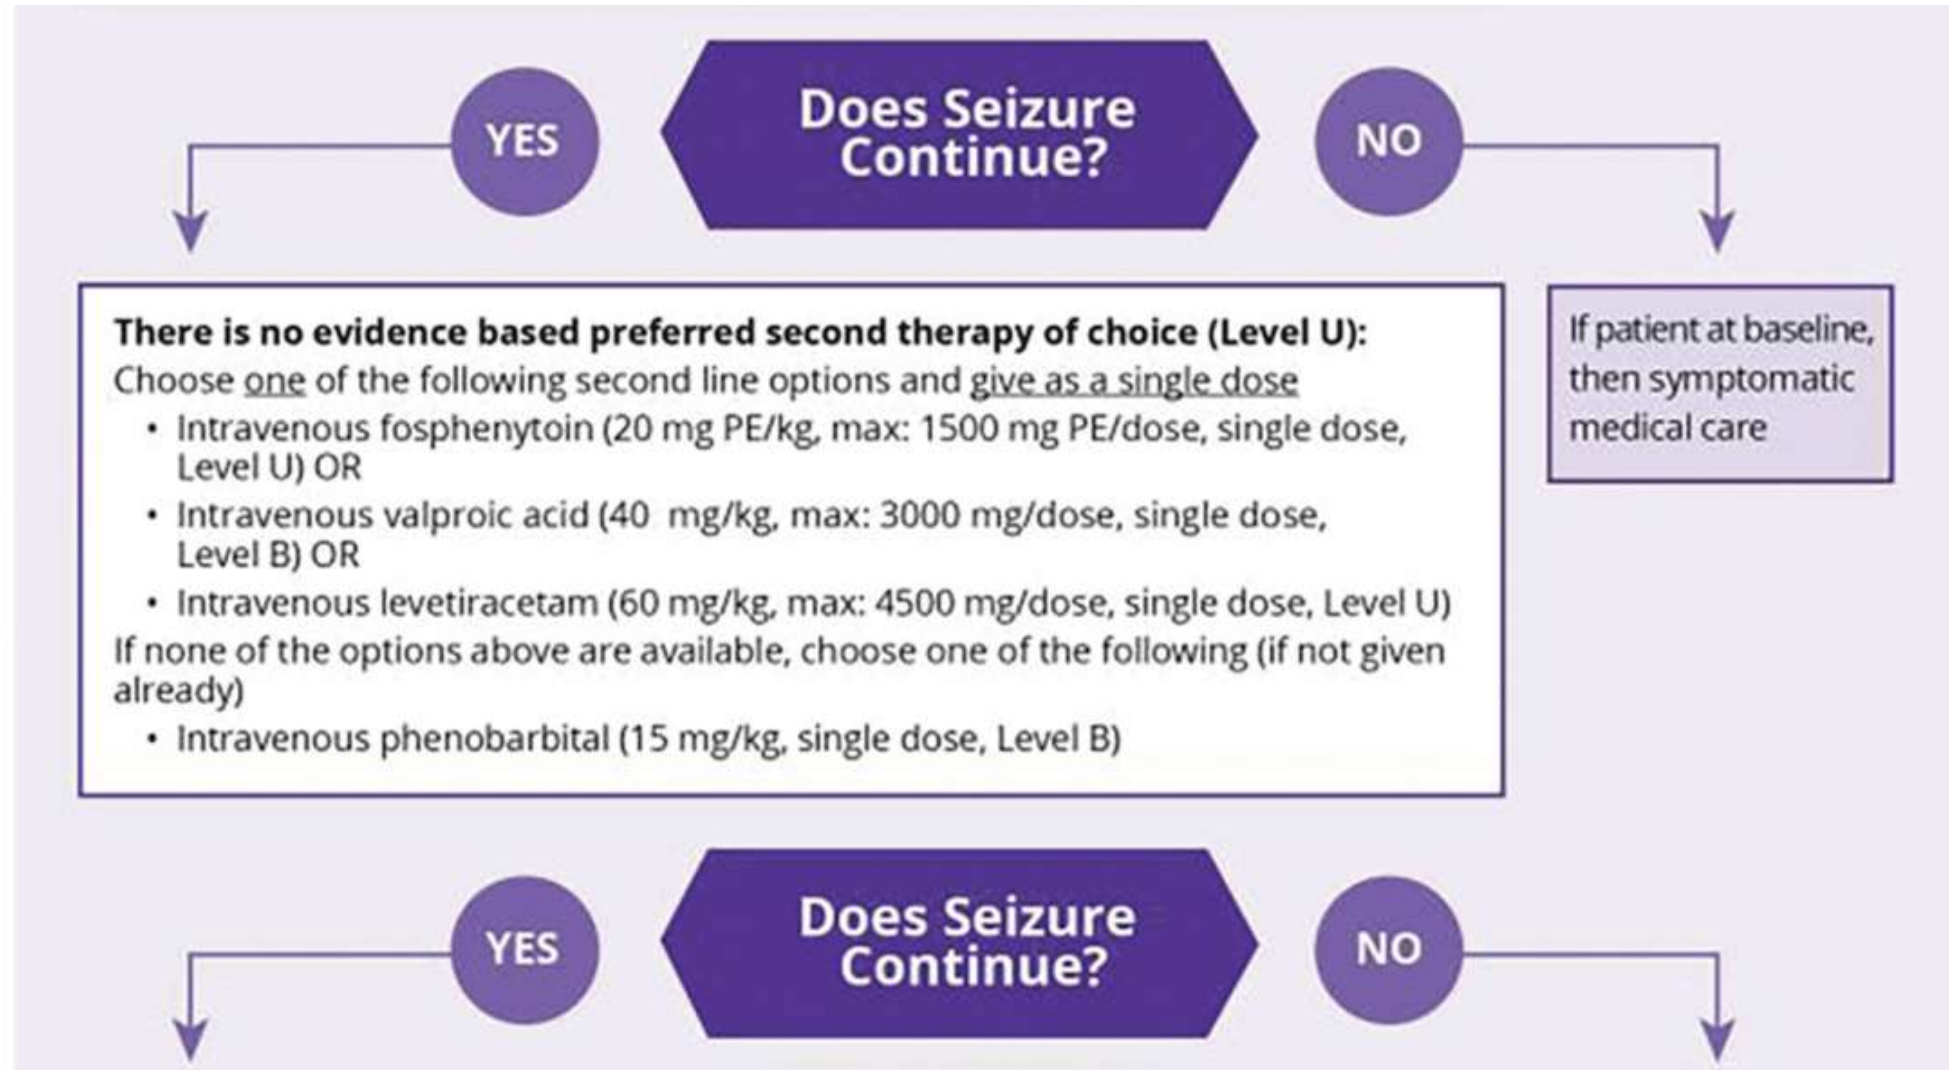 YES
Does Seizure
Continue?
NO
There is no evidence based preferred second therapy of choice (Level U):
Choose one of the following second line options and give as a single dose
• Intravenous fosphenytoin (20 mg PE/kg, max: 1500 mg PE/dose, single dose,
Level U) OR
• Intravenous valproic acid (40 mg/kg, max: 3000 mg/dose, single dose,
Level B) OR
• Intravenous levetiracetam (60 mg/kg, max: 4500 mg/dose, single dose, Level U)
If none of the options above are available, choose one of the following (if not given
already)
• Intravenous phenobarbital (15 mg/kg, single dose, Level B)
If patient at baseline,
then symptomatic
medical care
YES
Does Seizure
Continue?
NO